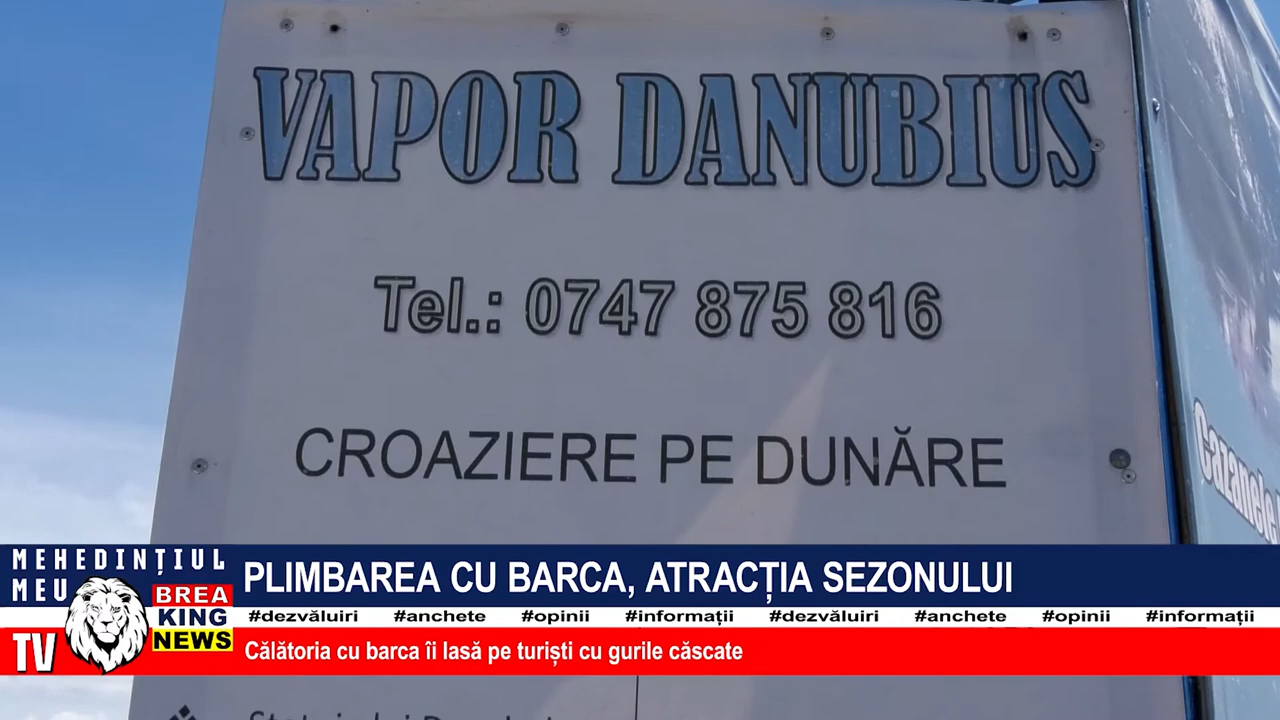 VAPOR DANUBIUS
Tel.: 0747 875 816
CROAZIERE PE DUNĂRE
Cazanele
MEHEDINȚIUL
MEU
TV
BREA
KING
NEWS
PLIMBAREA CU BARCA, ATRACȚIA SEZONULUI
#dezvăluiri #anchete #opinii #informații #dezvăluiri #anchete #opinii #informații
Călătoria cu barca îi lasă pe turiști cu gurile căscate